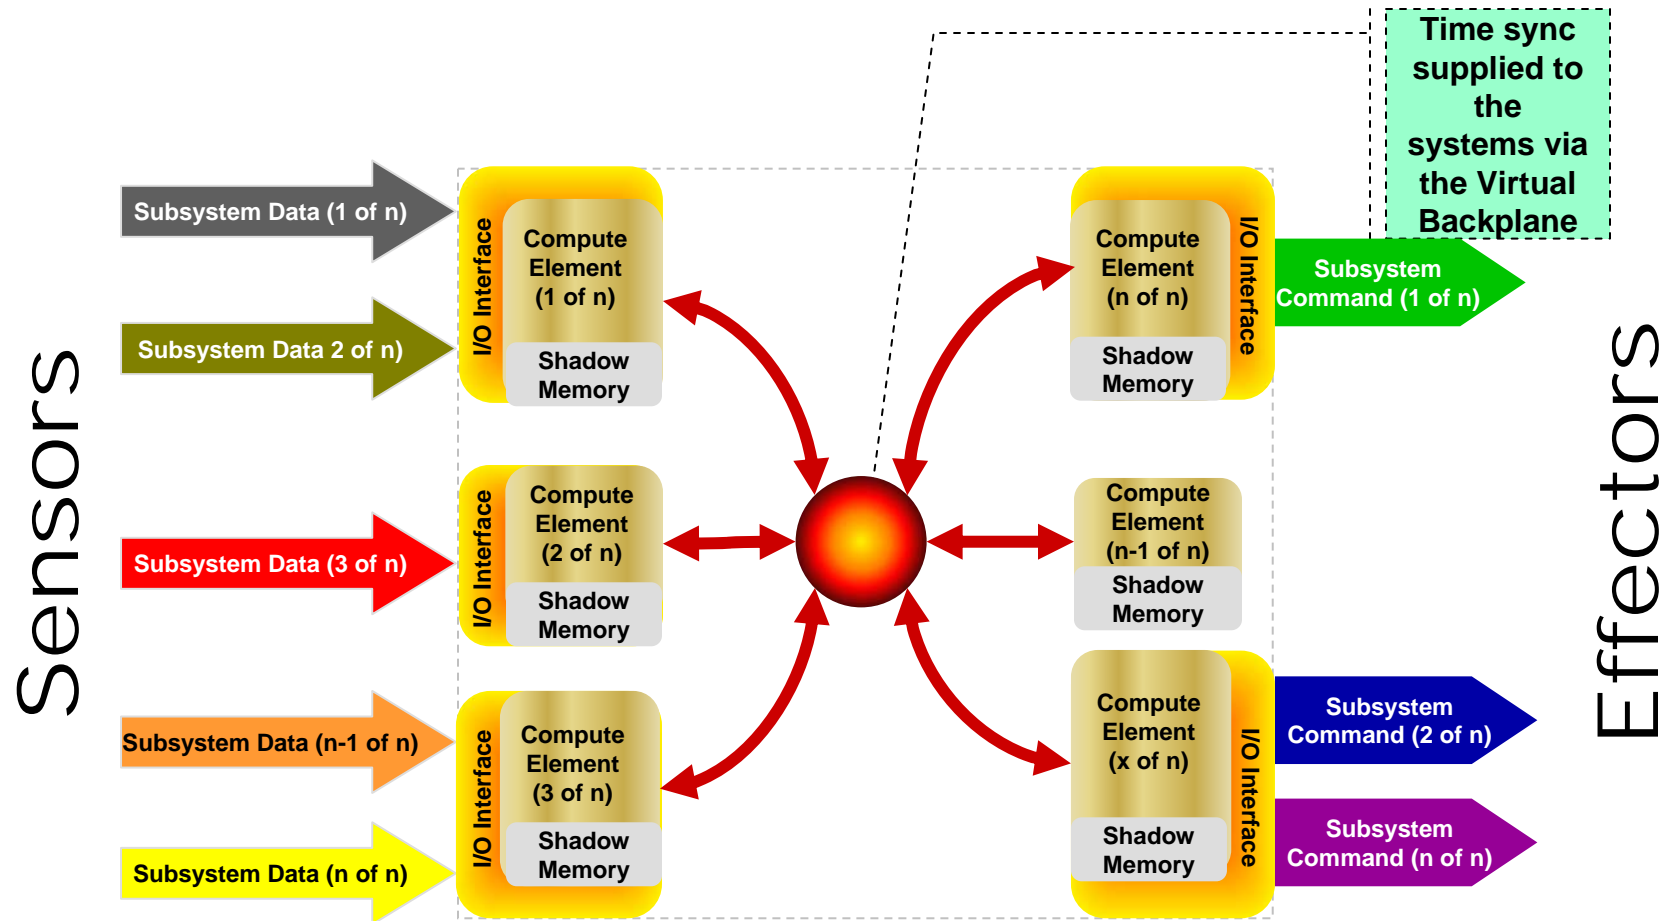 Time sync
supplied to
the
systems via
the Virtual
Backplane
Sensors
Subsystem Data (1 of n)
Subsystem Data 2 of n)
Subsystem Data (3 of n)
Subsystem Data (n-1 of n)
Subsystem Data (n of n)
I/O Interface
Compute
Element
(1 of n)
Shadow
Memory
I/O Interface
Compute
Element
(2 of n)
Shadow
Memory
I/O Interface
Compute
Element
(3 of n)
Shadow
Memory
Compute
Element
(n of n)
Shadow
Memory
I/O Interface
Compute
Element
(n-1 of n)
Shadow
Memory
Compute
Element
(x of n)
Shadow
Memory
I/O Interface
Subsystem
Command (1 of n)
Subsystem
Command (2 of n)
Subsystem
Command (n of n)
Effectors